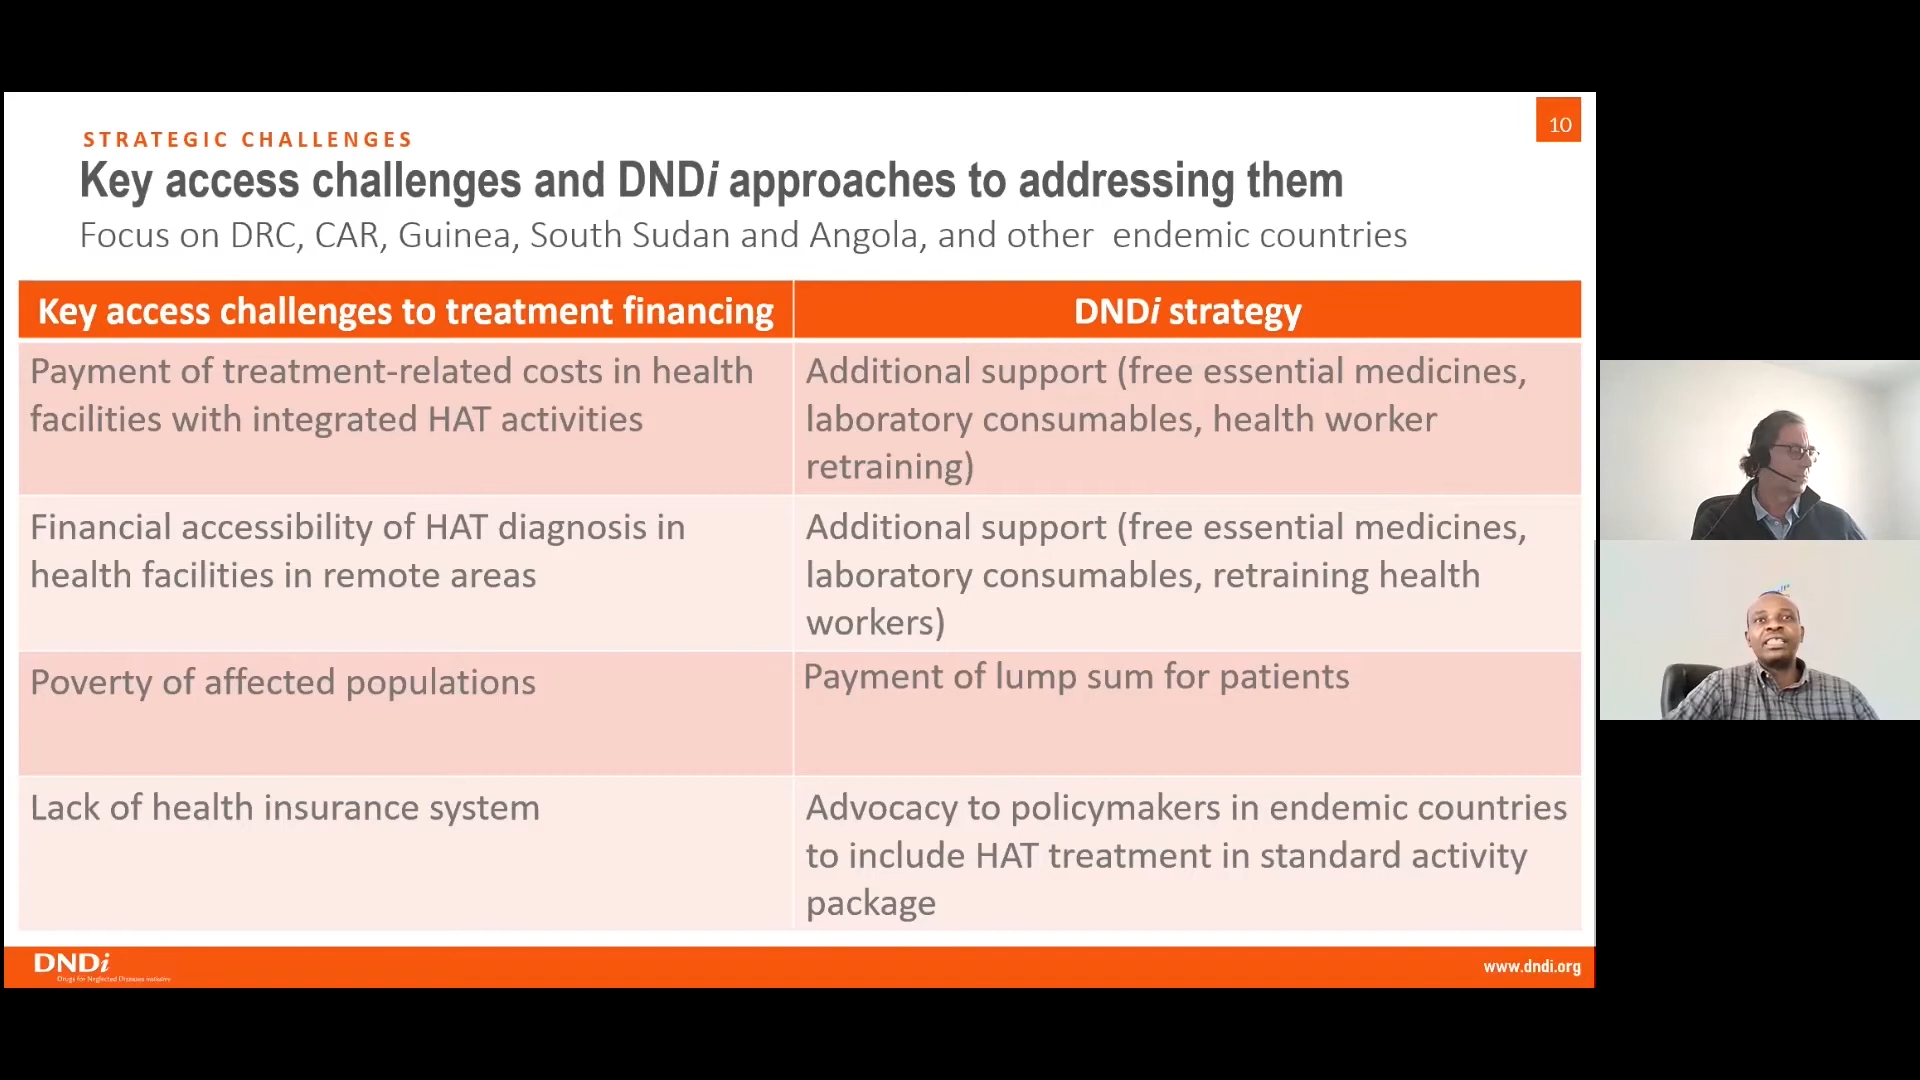 STRATEGIC CHALLENGES
10
Key access challenges and DNDi approaches to addressing them
Focus on DRC, CAR, Guinea, South Sudan and Angola, and other endemic countries
Key access challenges to treatment financing
DNDi strategy
Payment of treatment-related costs in health
facilities with integrated HAT activities
Additional support (free essential medicines,
laboratory consumables, health worker
retraining)
Financial accessibility of HAT diagnosis in
health facilities in remote areas
Additional support (free essential medicines,
laboratory consumables, retraining health
workers)
Poverty of affected populations
Payment of lump sum for patients
Lack of health insurance system
Advocacy to policymakers in endemic countries
to include HAT treatment in standard activity
package
DNDi
Drugs for Neglected Diseases initiative
www.dndi.org